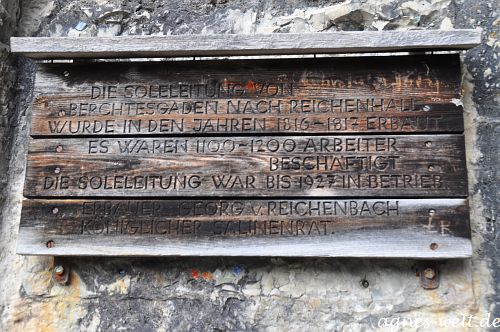 DIE SOLELEITUNG VON
BERCHTESGADEN NACH REICHENHALL
WURDE IN DEN JAHREN 1816-1817 ERBAUT
ES WAREN 1100-1200 ARBEITER
BESCHÄFTIGT
DIE SOLELEITUNG WAR BIS 1927 IN BETRIEB
ERBAUER: GEORG v. REICHENBACH
KÖNIGLICHER SALINENRAT.
agnes-welt.de